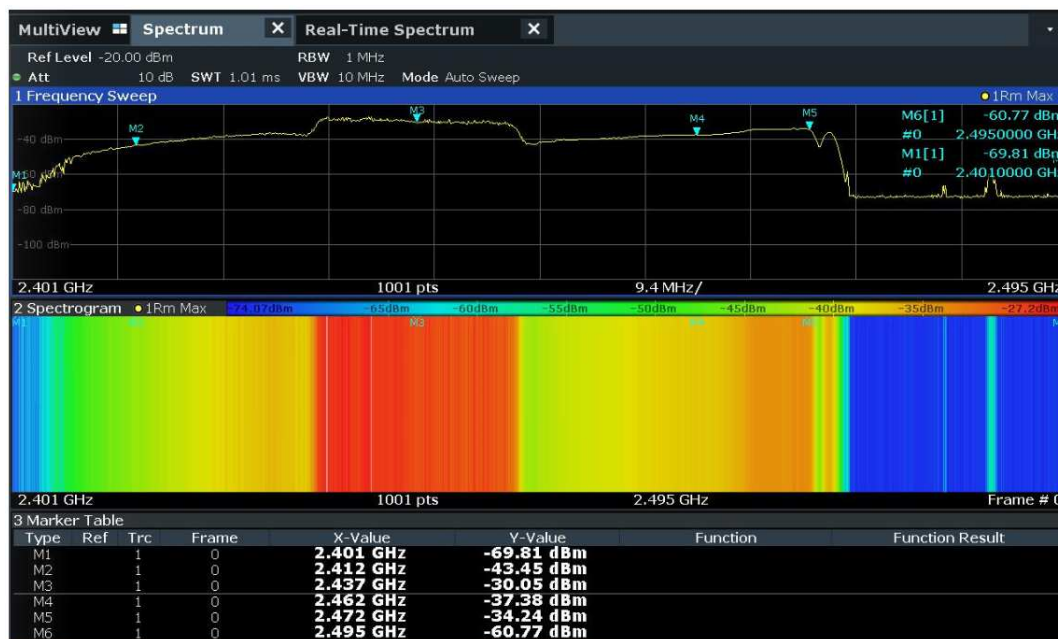 MultiView Spectrum X Real-Time Spectrum X
Ref Level -20.00 dBm RBW 1 MHz
Att 10 dB SWT 1.01 ms VBW 10 MHz Mode Auto Sweep
1 Frequency Sweep 1Rm Max
M3 M5 M6[1] -60.77 dBm
M2 M4 #0 2.4950000 GHz
-40 dBm M1[1] -69.81 dBm
M1 #0 2.4010000 GHz
-80 dBm
-100 dBm
2.401 GHz 1001 pts 9.4 MHz/ 2.495 GHz
2 Spectrogram 1Rm Max -74.07dBm -65dBm -60dBm -55dBm -50dBm -45dBm -40dBm -35dBm -27.2dBm
M1 M3 M4
2.401 GHz 1001 pts 2.495 GHz Frame # 0
3 Marker Table
Type Ref Trc Frame X-Value Y-Value Function Function Result
M1 1 0 2.401 GHz -69.81 dBm
M2 1 0 2.412 GHz -43.45 dBm
M3 1 0 2.437 GHz -30.05 dBm
M4 1 0 2.462 GHz -37.38 dBm
M5 1 0 2.472 GHz -34.24 dBm
M6 1 0 2.495 GHz -60.77 dBm